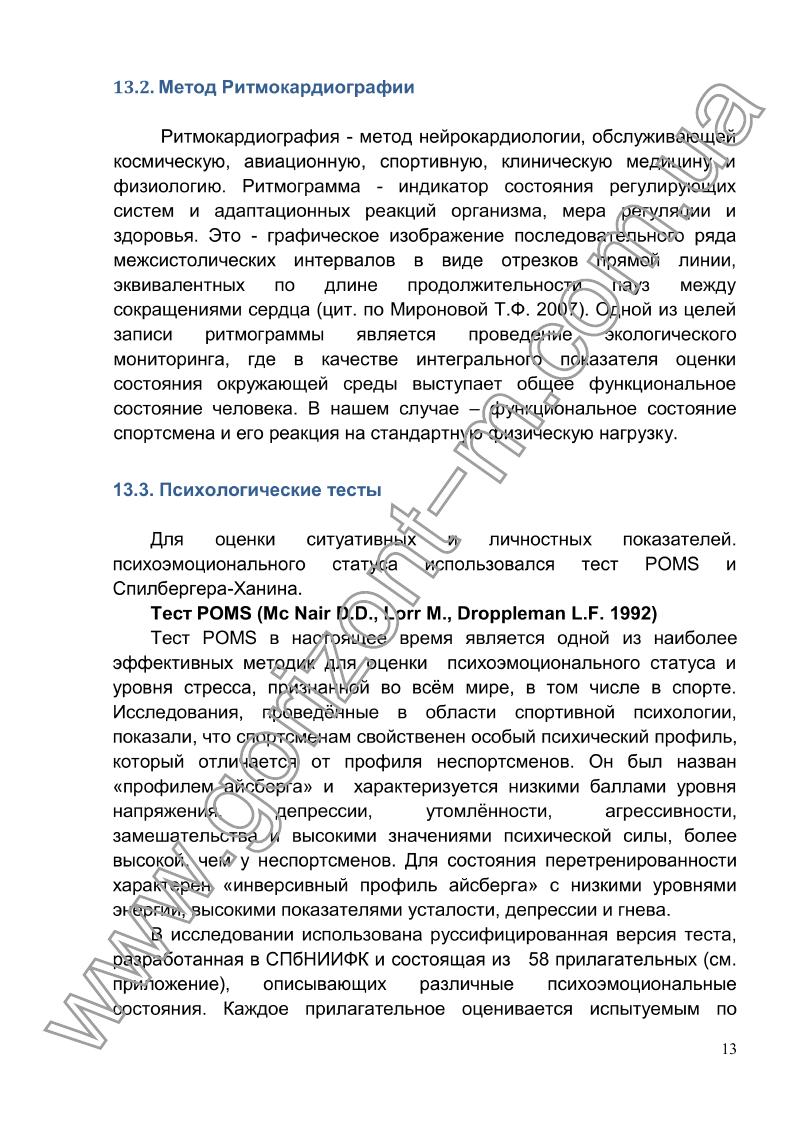 13.2. Метод Ритмокардиографии
Ритмокардиография - метод нейрокардиологии, обслуживающей
космическую, авиационную, спортивную, клиническую медицину и
физиологию. Ритмограмма - индикатор состояния регулирующих
систем и адаптационных реакций организма, мера регуляции и
здоровья. Это - графическое изображение последовательного ряда
межсистолических интервалов в виде отрезков прямой линии,
эквивалентных по длине продолжительности пауз между
сокращениями сердца (цит. по Мироновой Т.Ф. 2007). Одной из целей
записи ритмограммы является проведение экологического
мониторинга, где в качестве интегрального показателя оценки
состояния окружающей среды выступает общее функциональное
состояние человека. В нашем случае – функциональное состояние
спортсмена и его реакция на стандартную физическую нагрузку.
13.3. Психологические тесты
Для оценки ситуативных и личностных показателей.
психоэмоционального статуса использовался тест POMS и
Спилбергера-Ханина.
Тест POMS (Mc Nair D.D., Lorr M., Droppleman L.F. 1992)
Тест POMS в настоящее время является одной из наиболее
эффективных методик для оценки психоэмоционального статуса и
уровня стресса, признанной во всём мире, в том числе в спорте.
Исследования, проведённые в области спортивной психологии,
показали, что спортсменам свойственен особый психический профиль,
который отличается от профиля неспортсменов. Он был назван
«профилем айсберга» и характеризуется низкими баллами уровня
напряжения, депрессии, утомлённости, агрессивности,
замешательства и высокими значениями психической силы, более
высокой, чем у неспортсменов. Для состояния перетренированности
характерен «инверсивный профиль айсберга» с низкими уровнями
энергии, высокими показателями усталости, депрессии и гнева.
В исследовании использована руссифицированная версия теста,
разработанная в СПбНИИФК и состоящая из 58 прилагательных (см.
приложение), описывающих различные психоэмоциональные
состояния. Каждое прилагательное оценивается испытуемым по
13
www.gorizont-m.com.ua